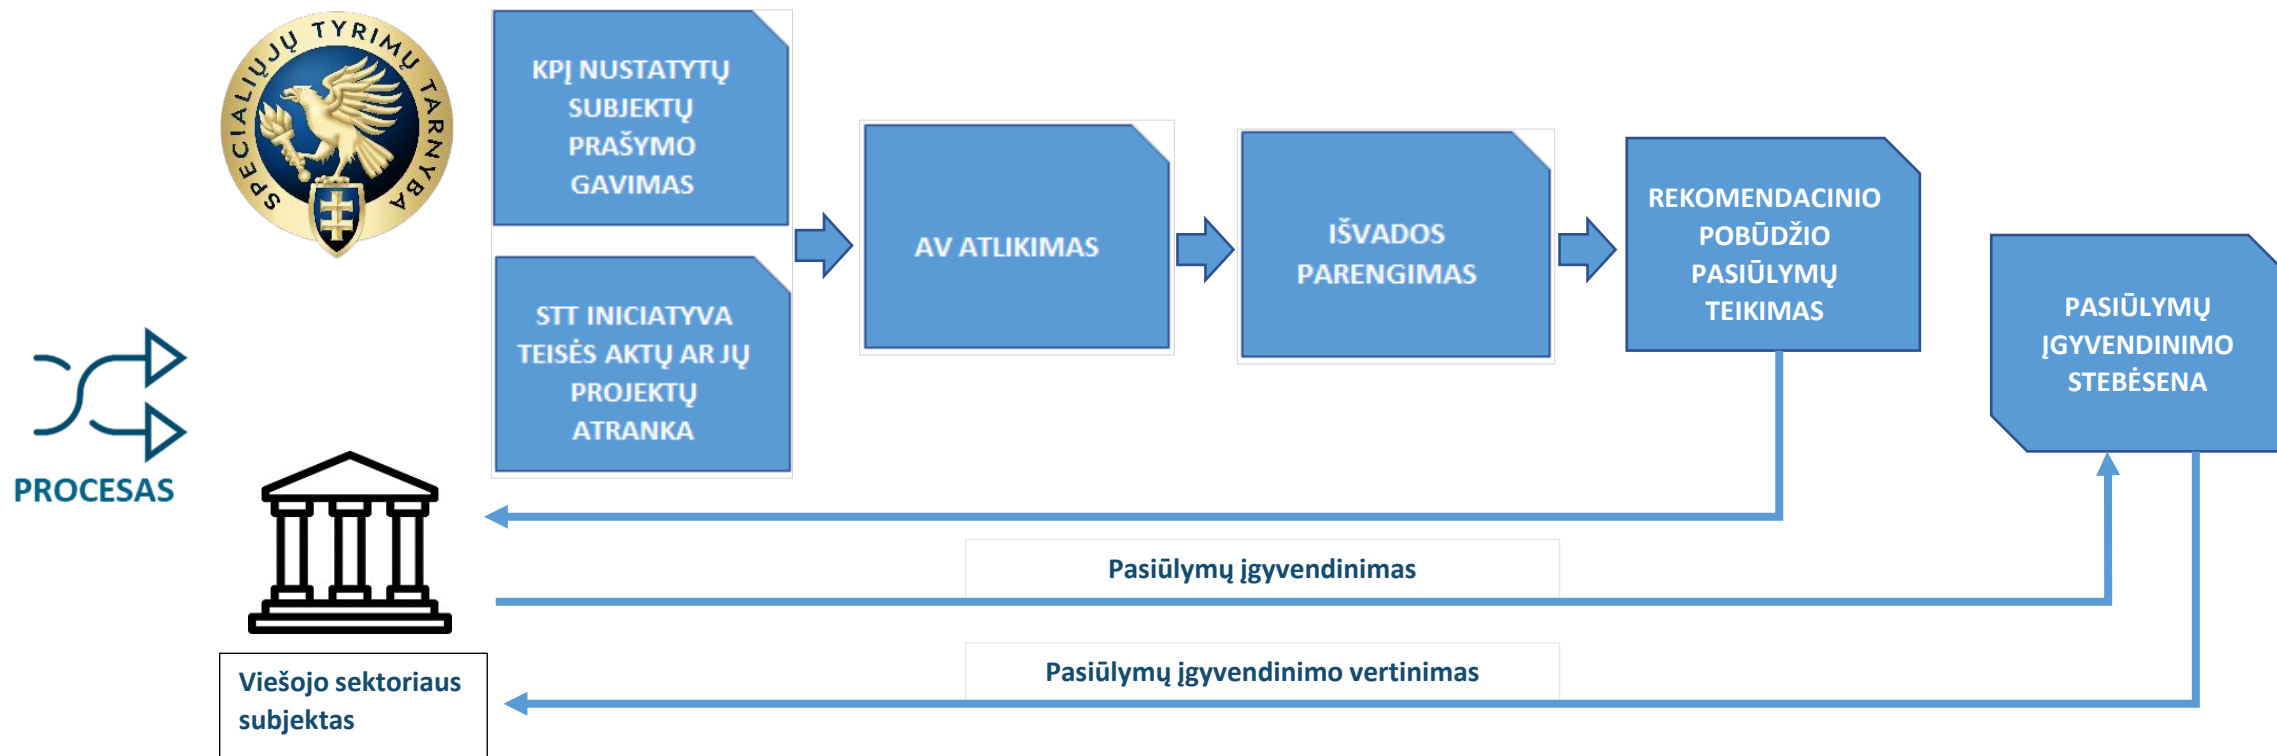 SPECIALIŲJŲ TYRIMŲ TARNYBA
KPĮ NUSTATYTŲ
SUBJEKTŲ
PRAŠYMO
GAVIMAS
STT INICIATYVA
TEISĖS AKTŲ AR JŲ
PROJEKTŲ
ATRANKA
AV ATLIKIMAS
IŠVADOS
PARENGIMAS
REKOMENDACINIO
POBŪDŽIO
PASIŪLYMŲ
TEIKIMAS
PASIŪLYMŲ
ĮGYVENDINIMO
STEBĖSENA
PROCESAS
Pasiūlymų įgyvendinimas
Pasiūlymų įgyvendinimo vertinimas
Viešojo sektoriaus
subjektas